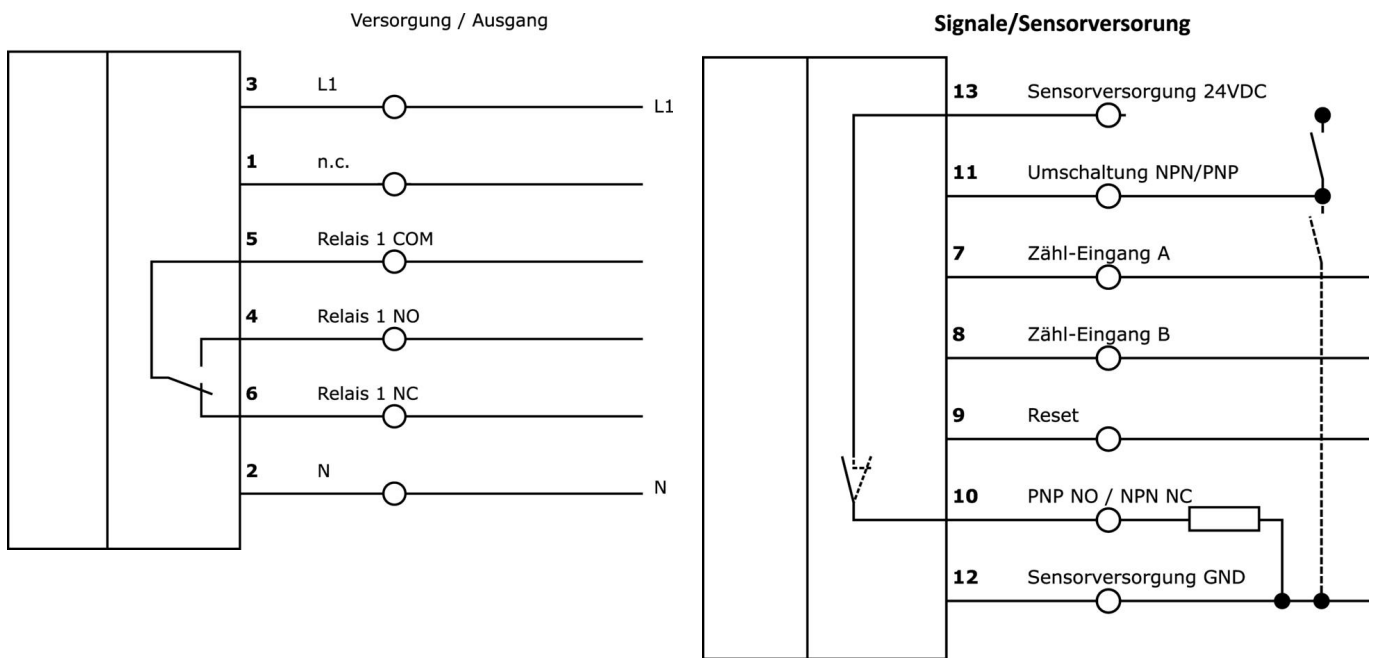 Versorgung / Ausgang
3 L1
L1
1 n.c.
5 Relais 1 COM
4 Relais 1 NO
6 Relais 1 NC
2 N
N
Signale/Sensorversorung
13 Sensorversorgung 24VDC
11 Umschaltung NPN/PNP
7 Zähl-Eingang A
8 Zähl-Eingang B
9 Reset
10 PNP NO / NPN NC
12 Sensorversorgung GND